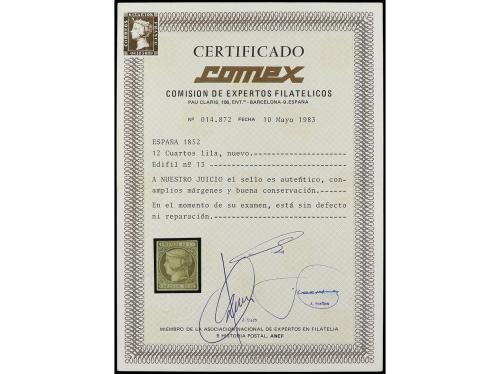 CERTIFICADO
comex
COMISION DE EXPERTOS FILATELICOS
PAU CLARIS, 106, ENT.º - BARCELONA-9. ESPAÑA
Nº 014.872 FECHA 10 Mayo 1983
ESPAÑA 1852
12 Cuartos lila, nuevo.
Edifil nº 13
A NUESTRO JUICIO el sello es autentico, con
amplios márgenes y buena conservación.
En el momento de su examen, está sin defecto
ni reparación.
MIEMBRO DE LA ASOCIACION NACIONAL DE EXPERTOS EN FILATELIA
E HISTORIA POSTAL, ANEF